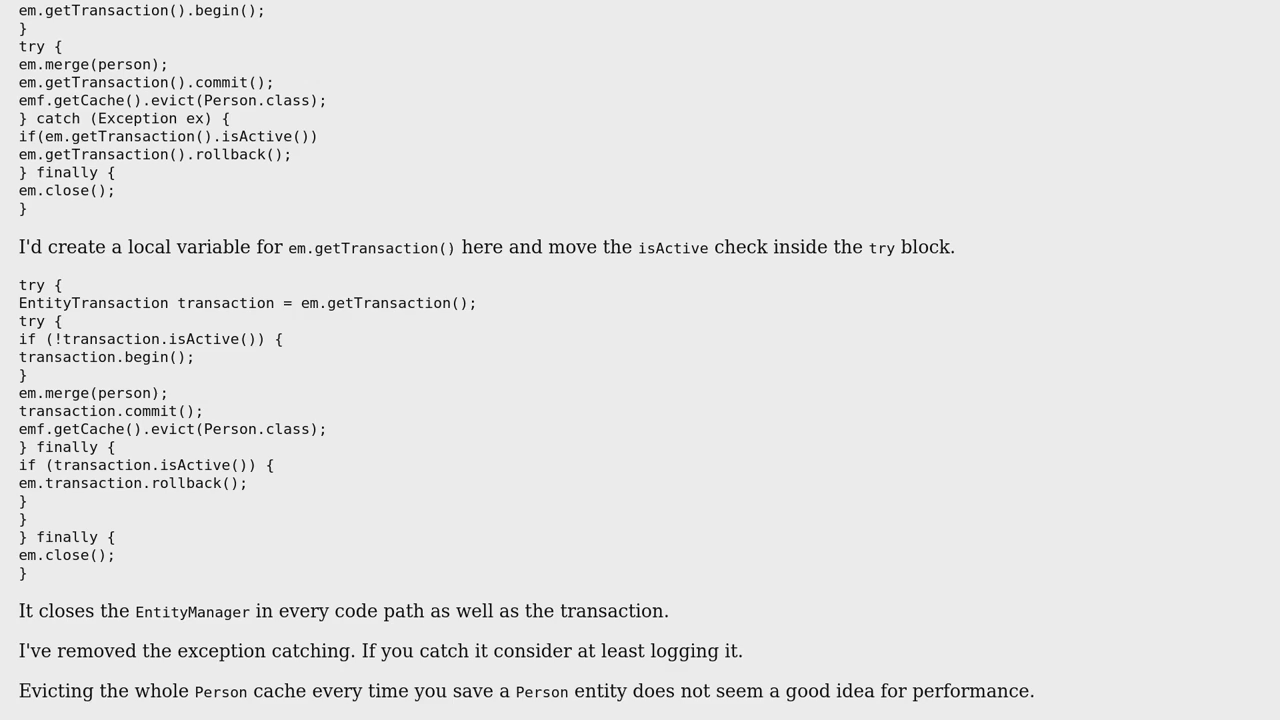 em.getTransaction().begin();
}
try {
em.merge(person);
em.getTransaction().commit();
emf.getCache().evict(Person.class);
} catch (Exception ex) {
if(em.getTransaction().isActive())
em.getTransaction().rollback();
} finally {
em.close();
}
I'd create a local variable for em.getTransaction() here and move the isActive check inside the try block.
try {
EntityTransaction transaction = em.getTransaction();
try {
if (!transaction.isActive()) {
transaction.begin();
}
em.merge(person);
transaction.commit();
emf.getCache().evict(Person.class);
} finally {
if (transaction.isActive()) {
em.transaction.rollback();
}
}
} finally {
em.close();
}
It closes the EntityManager in every code path as well as the transaction.
I've removed the exception catching. If you catch it consider at least logging it.
Evicting the whole Person cache every time you save a Person entity does not seem a good idea for performance.